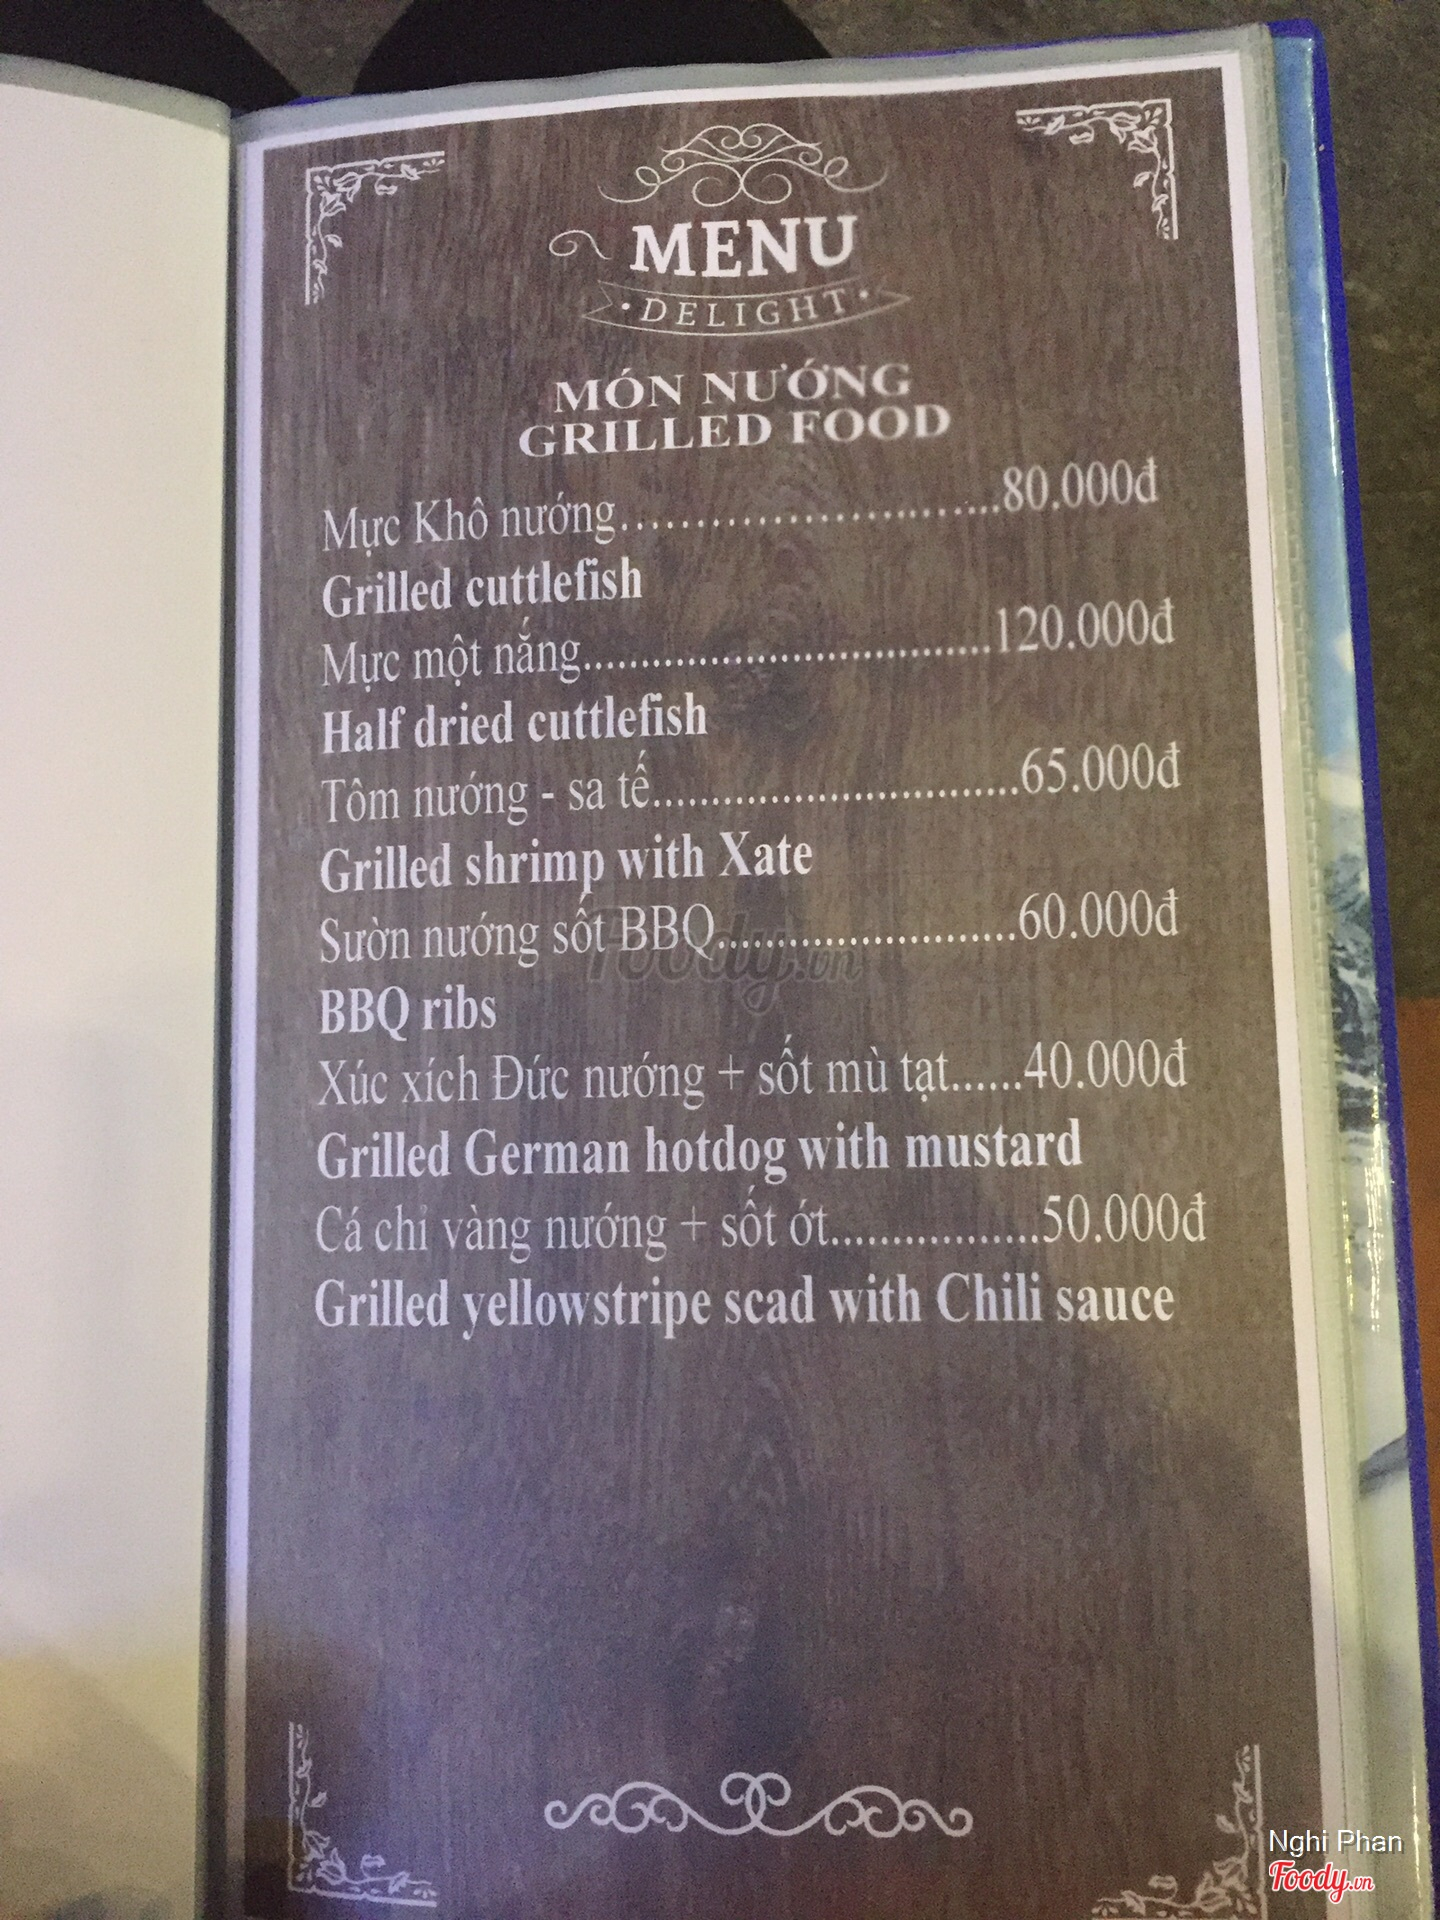 MENU
DELIGHT
MÓN NƯỚNG
GRILLED FOOD
Mực Khô nướng........................80.000đ
Grilled cuttlefish
Mực một nắng...................................120.000đ
Half dried cuttlefish
Tôm nướng - sa tế...............................65.000đ
Grilled shrimp with Xate
Sườn nướng sốt BBQ.........................60.000đ
BBQ ribs
Xúc xích Đức nướng + sốt mù tạt......40.000đ
Grilled German hotdog with mustard
Cá chỉ vàng nướng + sốt ớt.................50.000đ
Grilled yellowstripe scad with Chili sauce
Foody.vn
Nghi Phan
Foody.vn